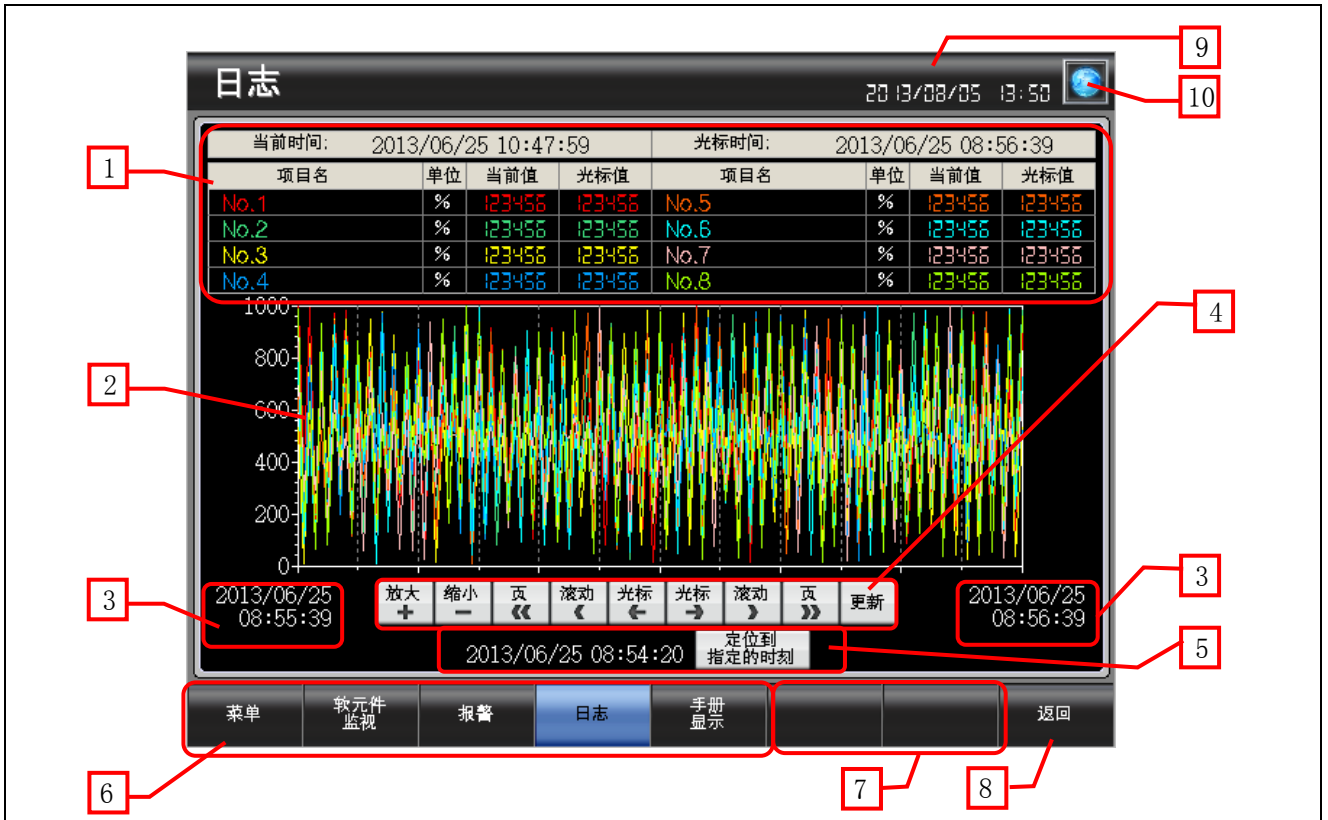 9
日志
2013/08/05 13:50
10
当前时间: 2013/06/25 10:47:59 光标时间: 2013/06/25 08:56:39
1
项目名 单位 当前值 光标值 项目名 单位 当前值 光标值
No.1 % 123456 123456 No.5 % 123456 123456
No.2 % 123456 123456 No.6 % 123456 123456
No.3 % 123456 123456 No.7 % 123456 123456
No.4 % 123456 123456 No.8 % 123456 123456
4
1000
800
2
600
400
200
0
3
2013/06/25
08:55:39
放大 + 缩小 − 页 « 滚动 ‹ 光标 ← 光标 → 滚动 › 页 » 更新
2013/06/25
08:56:39
3
2013/06/25 08:54:20
定位到
指定的时刻
5
菜单
软元件
监视
报警
日志
手册
显示
返回
6
7
8